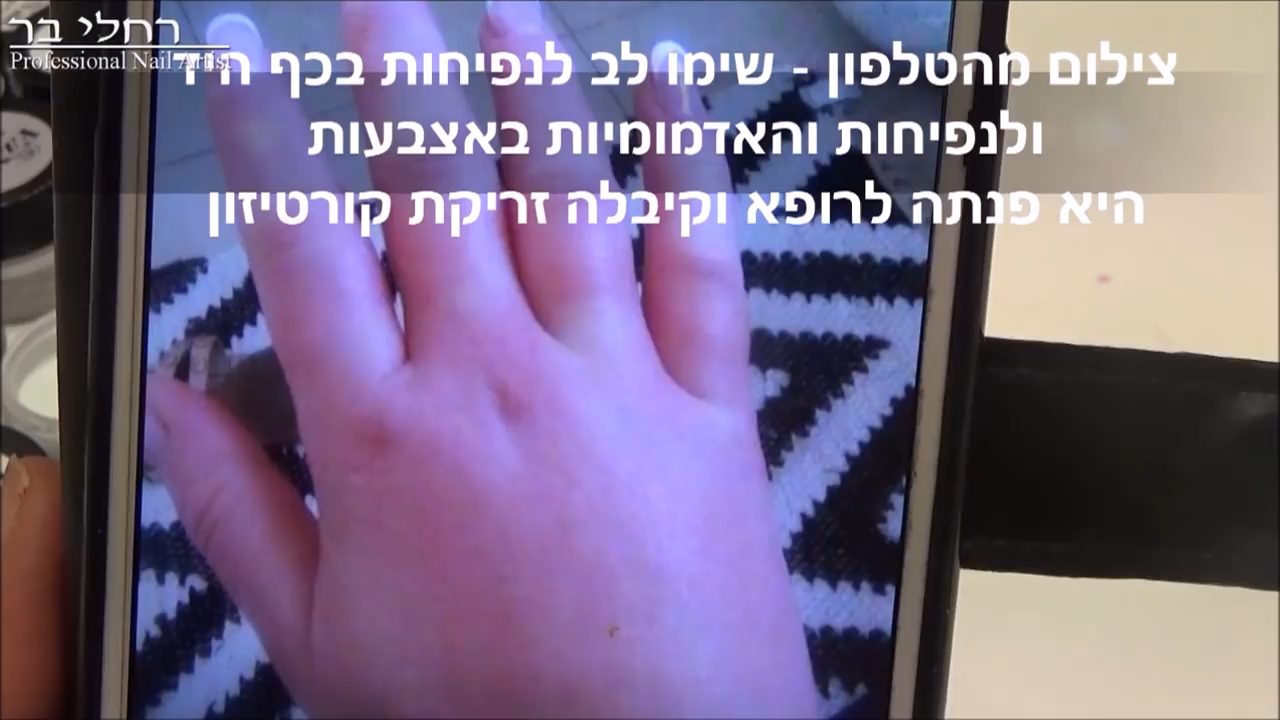 רחלי בר
Professional Nail Artist
צילום מהטלפון - שימו לב לנפיחות בכף היד
ולנפיחות והאדמומיות באצבעות
היא פנתה לרופא וקיבלה זריקת קורטיזון